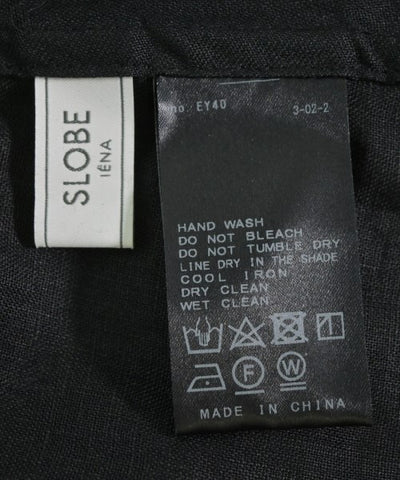 SLOBE
IÉNA
no. EY40 3-02-2
HAND WASH
DO NOT BLEACH
DO NOT TUMBLE DRY
LINE DRY IN THE SHADE
COOL IRON
DRY CLEAN
WET CLEAN
F W
MADE IN CHINA